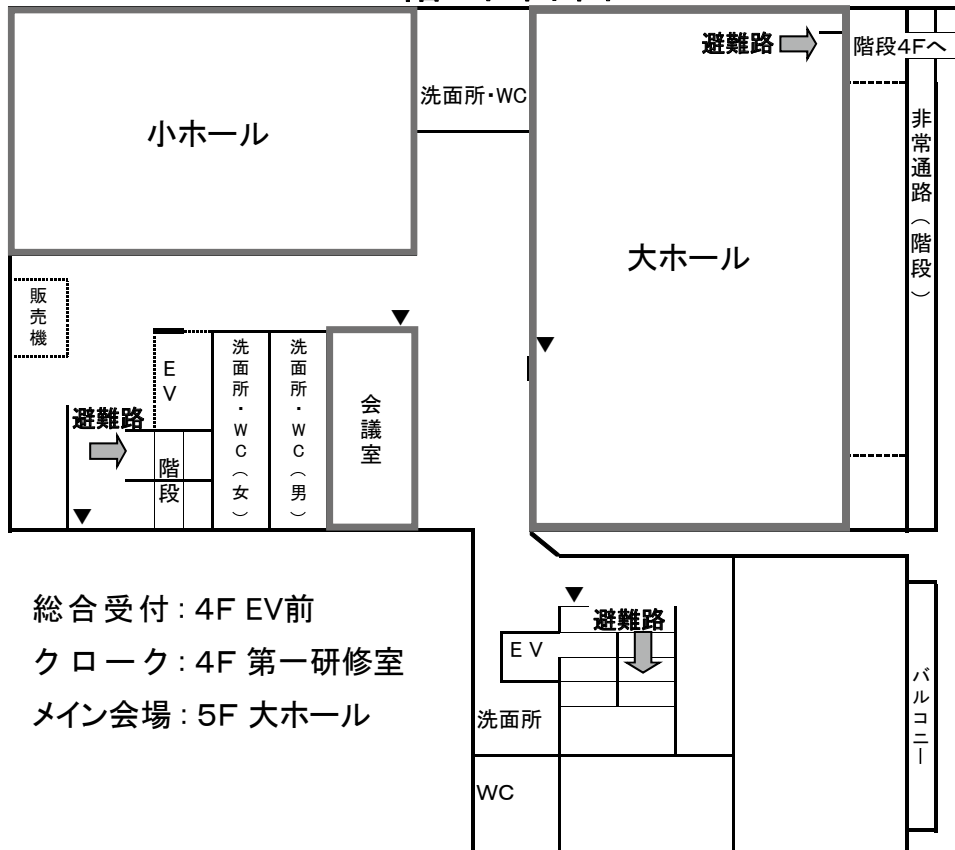 避難路
階段4Fへ
洗面所・WC
小ホール
非常通路（階段）
大ホール
販売機
EV
洗面所・WC（女）
洗面所・WC（男）
会議室
避難路
階段
総合受付：4F EV前
クローク：4F 第一研修室
メイン会場：5F 大ホール
避難路
EV
洗面所
WC
バルコニー